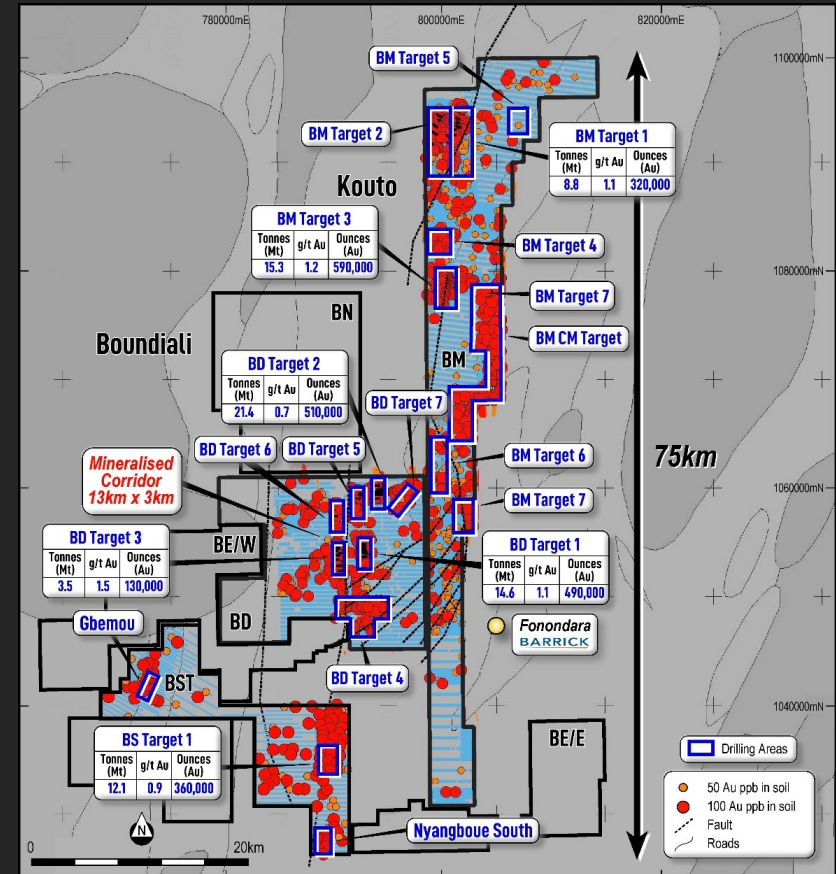 780000mE
800000mE
820000mE
BM Target 5
1100000mN
BM Target 2
BM Target 1
Tonnes (Mt) g/t Au Ounces (Au)
8.8 1.1 320,000
Kouto
BM Target 3
Tonnes (Mt) g/t Au Ounces (Au)
15.3 1.2 590,000
BM Target 4
1080000mN
BM Target 7
BN
BM CM Target
Boundiali
BM
BD Target 2
Tonnes (Mt) g/t Au Ounces (Au)
21.4 0.7 510,000
BD Target 7
BD Target 6
BD Target 5
75km
BM Target 6
Mineralised
Corridor
13km x 3km
1060000mN
BM Target 7
BD Target 3
Tonnes (Mt) g/t Au Ounces (Au)
3.5 1.5 130,000
BE/W
BD Target 1
Tonnes (Mt) g/t Au Ounces (Au)
14.6 1.1 490,000
BD
Gbemou
Fonondara
BARRICK
BST
BD Target 4
1040000mN
BS Target 1
Tonnes (Mt) g/t Au Ounces (Au)
12.1 0.9 360,000
BE/E
Drilling Areas
50 Au ppb in soil
100 Au ppb in soil
Fault
Roads
Nyangboue South
N
0 20km